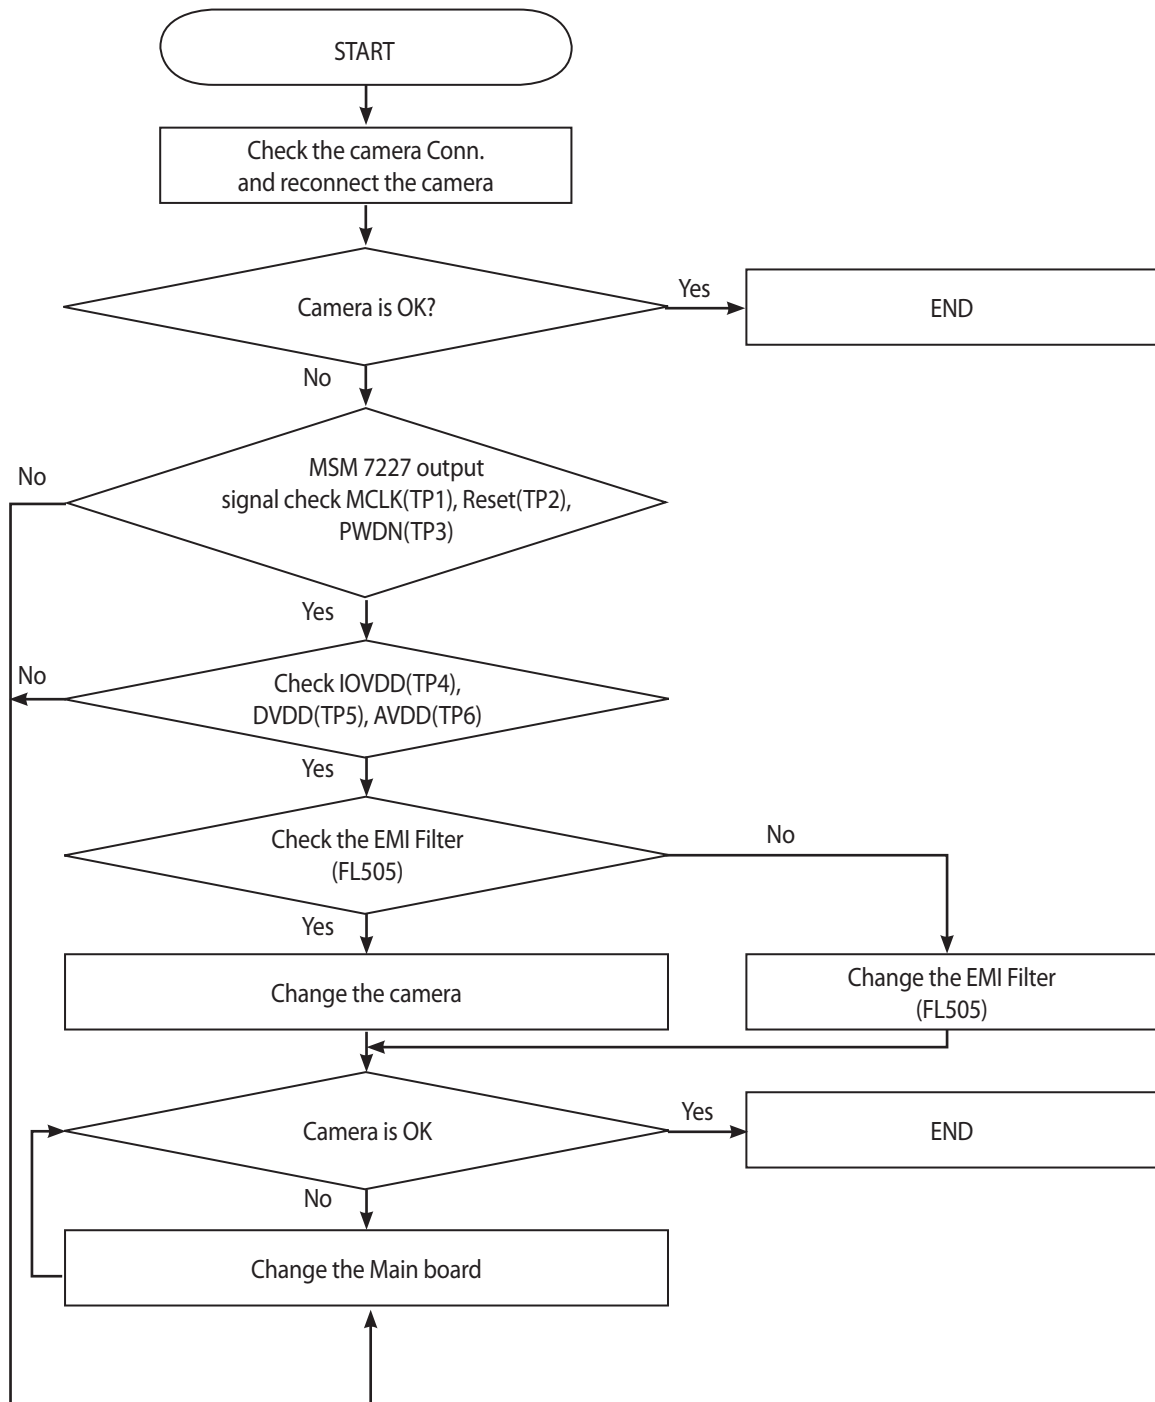 START
Check the camera Conn.
and reconnect the camera
Camera is OK?
Yes
END
No
MSM 7227 output
signal check MCLK(TP1), Reset(TP2),
PWDN(TP3)
No
Yes
Check IOVDD(TP4),
DVDD(TP5), AVDD(TP6)
No
Yes
Check the EMI Filter
(FL505)
No
Yes
Change the camera
Change the EMI Filter
(FL505)
Camera is OK
Yes
END
No
Change the Main board